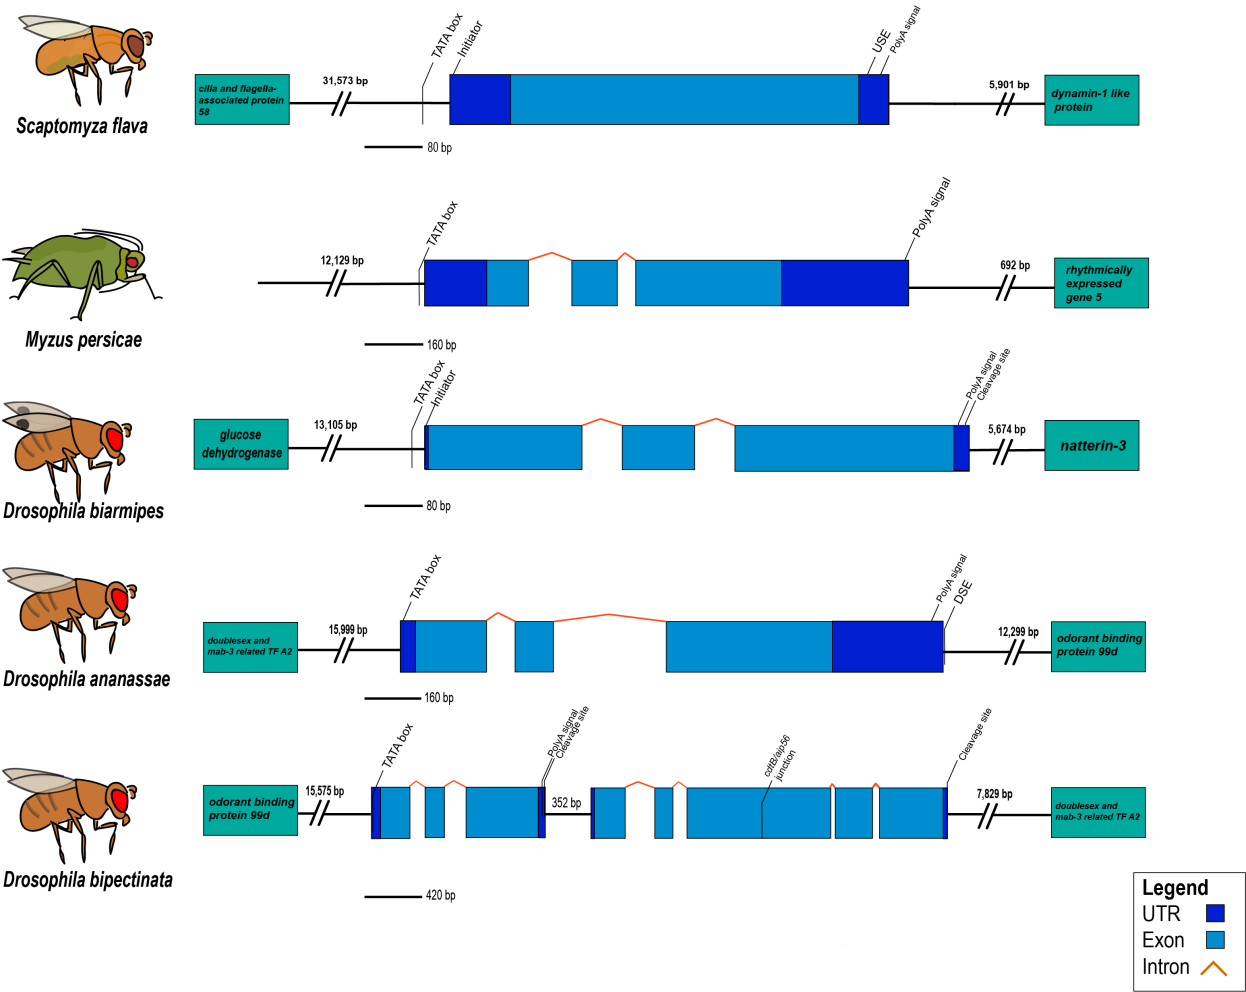 TATA box
Initiator
USE
PolyA signal
31,573 bp
5,901 bp
cilia and flagella-
associated protein
58
dynamin-1 like
protein
Scaptomyza flava
80 bp
TATA box
PolyA signal
12,129 bp
692 bp
rhythmically
expressed
gene 5
Myzus persicae
160 bp
TATA box
Initiator
PolyA signal
Cleavage site
13,105 bp
5,674 bp
glucose
dehydrogenase
natterin-3
Drosophila biarmipes
80 bp
TATA box
PolyA signal
DSE
15,999 bp
12,299 bp
doublesex and
mab-3 related TF A2
odorant binding
protein 99d
Drosophila ananassae
160 bp
TATA box
PolyA signal
Cleavage site
cdtB/aip56
junction
Cleavage site
15,575 bp
352 bp
7,829 bp
odorant binding
protein 99d
doublesex and
mab-3 related TF A2
Drosophila bipectinata
420 bp
Legend
UTR
Exon
Intron